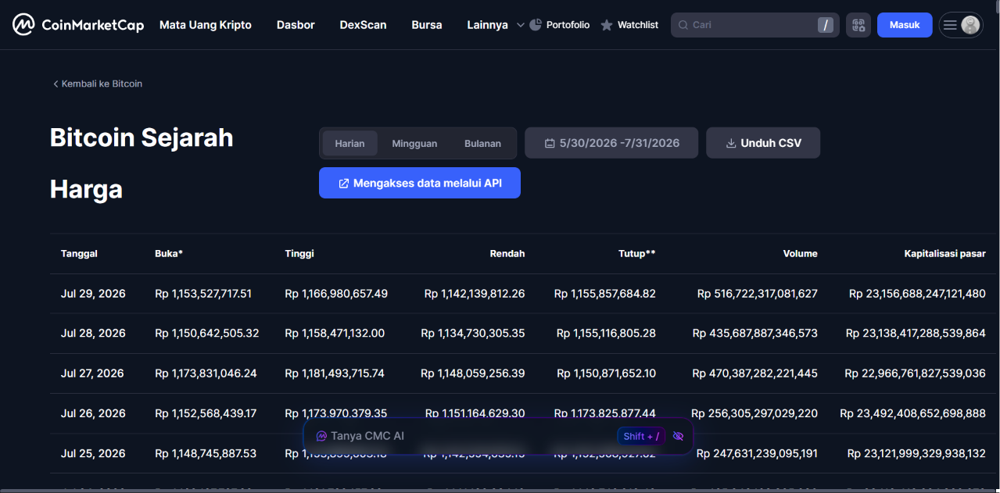 CoinMarketCap Mata Uang Kripto Dasbor DexScan Bursa Lainnya Portofolio Watchlist Cari / Masuk
Kembali ke Bitcoin
Bitcoin Sejarah Harga
Harian Mingguan Bulanan 5/30/2026 -7/31/2026 Unduh CSV
Mengakses data melalui API
Tanggal Buka* Tinggi Rendah Tutup** Volume Kapitalisasi pasar
Jul 29, 2026 Rp 1,153,527,717.51 Rp 1,166,980,657.49 Rp 1,142,139,812.26 Rp 1,155,857,684.82 Rp 516,722,317,081,627 Rp 23,156,688,247,121,480
Jul 28, 2026 Rp 1,150,642,505.32 Rp 1,158,471,132.00 Rp 1,134,730,305.35 Rp 1,155,116,805.28 Rp 435,687,887,346,573 Rp 23,138,417,288,539,864
Jul 27, 2026 Rp 1,173,831,046.24 Rp 1,181,493,715.74 Rp 1,148,059,256.39 Rp 1,150,871,652.10 Rp 470,387,282,221,445 Rp 22,966,761,827,539,036
Jul 26, 2026 Rp 1,152,568,439.17 Rp 1,173,970,379.35 Rp 1,151,164,629.30 Rp 1,173,825,877.44 Rp 256,305,297,029,220 Rp 23,492,408,652,698,888
Tanya CMC AI Shift + /
Jul 25, 2026 Rp 1,148,745,887.53 Rp 247,631,239,095,191 Rp 23,121,999,329,938,132